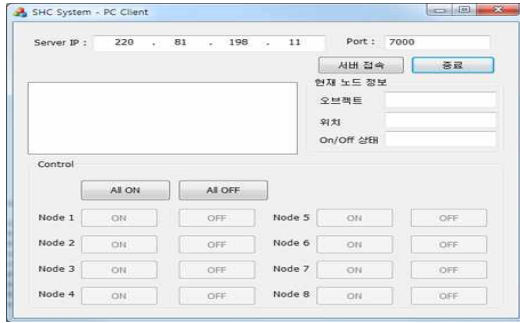 SHC System - PC Client
Server IP : 220 . 81 . 198 . 11 Port : 7000
서버 접속 종료
현재 노드 정보
오브젝트
위치
On/Off 상태
Control
All ON All OFF
Node 1 ON OFF Node 5 ON OFF
Node 2 ON OFF Node 6 ON OFF
Node 3 ON OFF Node 7 ON OFF
Node 4 ON OFF Node 8 ON OFF